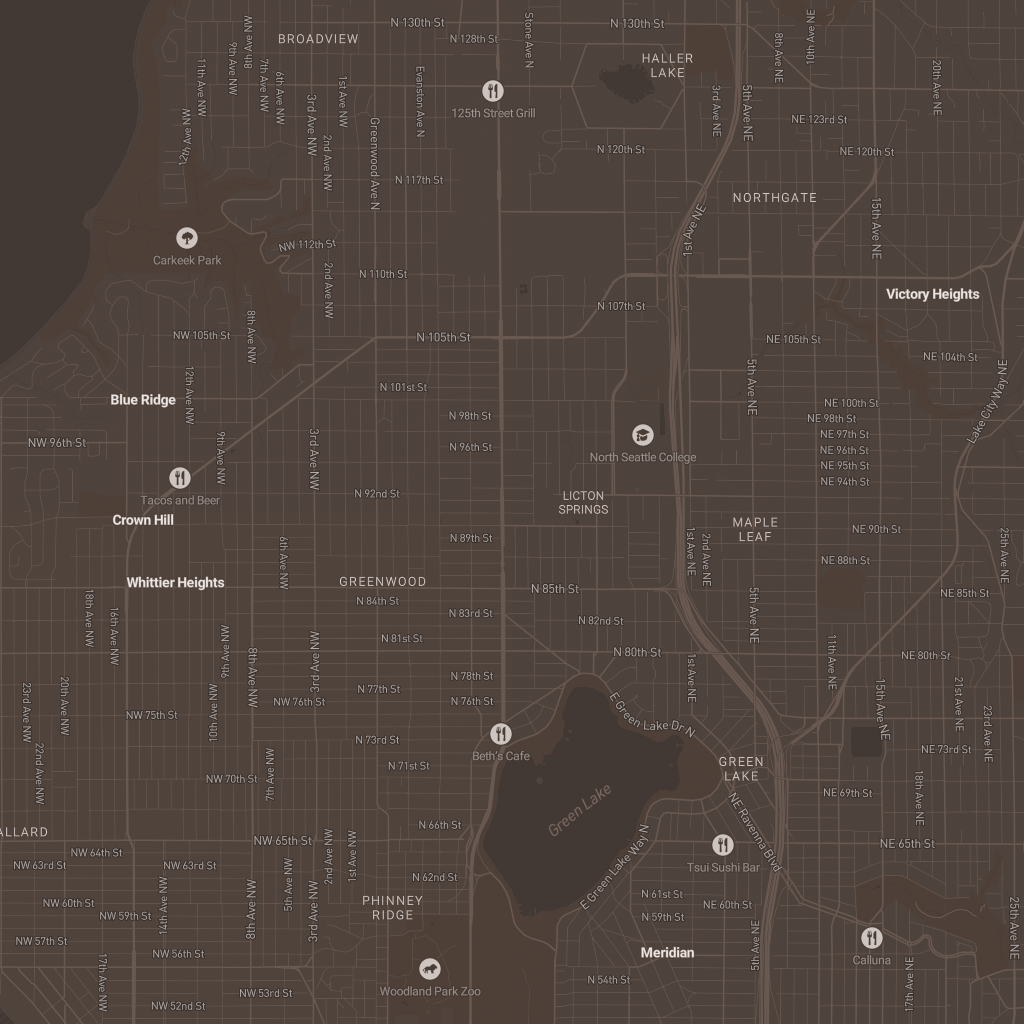 N 130th St
N 130th St
BROADVIEW
N 128th St
Stone Ave N
8th Ave NW
9th Ave NW
7th Ave NW
6th Ave NW
11th Ave NW
1st Ave NW
Evanston Ave N
HALLER
LAKE
8th Ave NE
10th Ave NE
20th Ave NE
125th Street Grill
3rd Ave NW
3rd Ave NE
5th Ave NE
NE 123rd St
12th Ave NW
2nd Ave NW
Greenwood Ave N
N 120th St
NE 120th St
N 117th St
NORTHGATE
15th Ave NE
1st Ave NE
NW 112th St
Carkeek Park
2nd Ave NW
N 110th St
Victory Heights
N 107th St
NW 105th St
8th Ave NW
N 105th St
NE 105th St
NE 104th St
12th Ave NW
N 101st St
5th Ave NE
Lake City Way NE
Blue Ridge
NE 100th St
N 98th St
NE 98th St
NW 96th St
9th Ave NW
3rd Ave NW
N 96th St
North Seattle College
NE 97th St
NE 96th St
NE 95th St
NE 94th St
Tacos and Beer
N 92nd St
LICTON
SPRINGS
Crown Hill
MAPLE
LEAF
NE 90th St
N 89th St
6th Ave NW
1st Ave NE
2nd Ave NE
25th Ave NE
NE 88th St
Whittier Heights
GREENWOOD
N 85th St
NE 85th St
N 84th St
18th Ave NW
16th Ave NW
N 83rd St
N 82nd St
5th Ave NE
N 81st St
9th Ave NW
3rd Ave NW
N 80th St
NE 80th St
11th Ave NE
8th Ave NW
N 78th St
1st Ave NE
N 77th St
23rd Ave NW
20th Ave NW
10th Ave NW
NW 76th St
N 76th St
NW 75th St
E Green Lake Dr N
15th Ave NE
21st Ave NE
23rd Ave NE
22nd Ave NW
N 73rd St
NE 73rd St
Beth's Cafe
7th Ave NW
N 71st St
GREEN
LAKE
NW 70th St
NE 69th St
18th Ave NE
Green Lake
NE Ravenna Blvd
ALLARD
N 66th St
NW 65th St
NE 65th St
2nd Ave NW
1st Ave NW
E Green Lake Way N
NW 64th St
NW 63rd St
NW 63rd St
Tsui Sushi Bar
N 62nd St
5th Ave NW
N 61st St
14th Ave NW
8th Ave NW
3rd Ave NW
NW 60th St
NE 60th St
PHINNEY
RIDGE
NW 59th St
N 59th St
25th Ave NE
NW 57th St
5th Ave NE
NW 56th St
Meridian
Calluna
17th Ave NW
N 54th St
17th Ave NE
NW 53rd St
Woodland Park Zoo
NW 52nd St